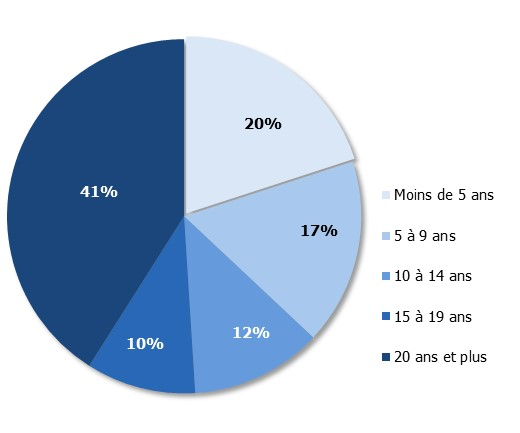 20%
17%
12%
10%
41%
Moins de 5 ans
5 à 9 ans
10 à 14 ans
15 à 19 ans
20 ans et plus